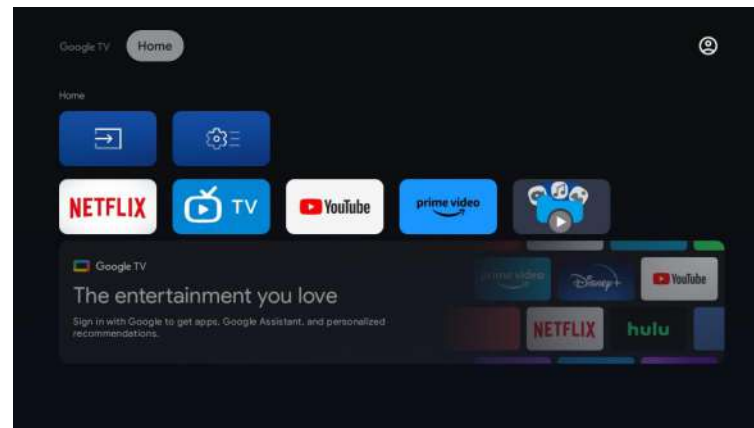 Google TV Home
Home
NETFLIX TV YouTube prime video
Google TV
The entertainment you love
Sign in with Google to get apps, Google Assistant, and personalized
recommendations.
prime video Disney+ YouTube
NETFLIX hulu